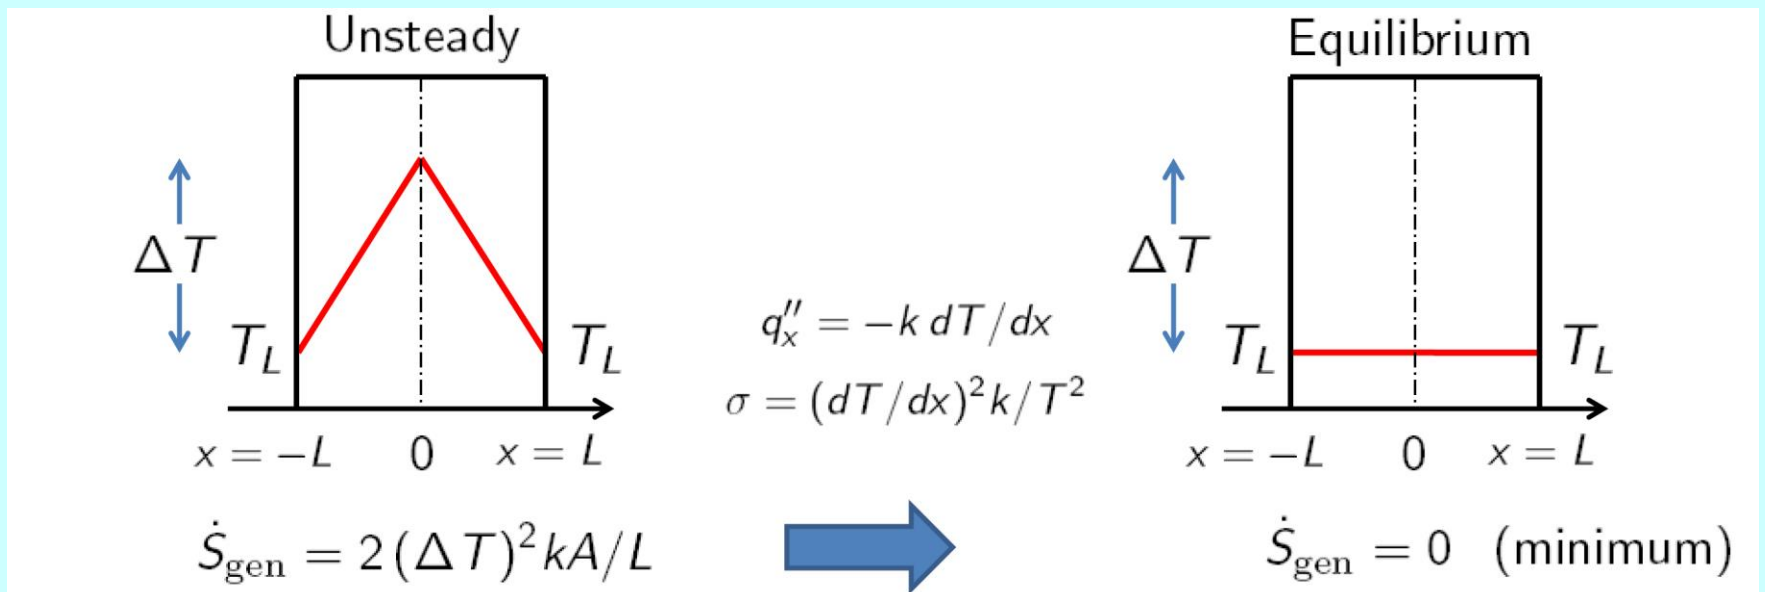 Unsteady
ΔT
T_L
T_L
x = −L 0 x = L
Ṡ_gen = 2 (ΔT)² kA/L
q″_x = −k dT/dx
σ = (dT/dx)² k/T²
Equilibrium
ΔT
T_L
T_L
x = −L 0 x = L
Ṡ_gen = 0 (minimum)